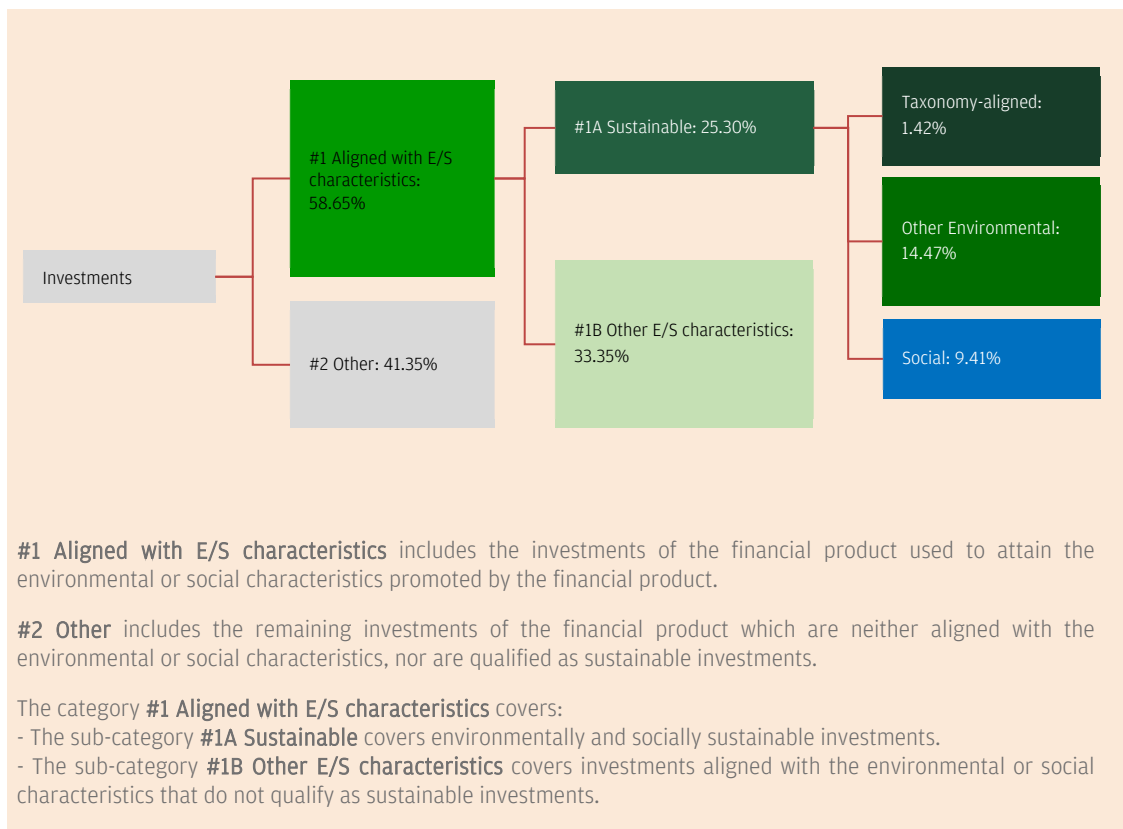 Investments
#1 Aligned with E/S
characteristics:
58.65%
#2 Other: 41.35%
#1A Sustainable: 25.30%
#1B Other E/S characteristics:
33.35%
Taxonomy-aligned:
1.42%
Other Environmental:
14.47%
Social: 9.41%
#1 Aligned with E/S characteristics includes the investments of the financial product used to attain the
environmental or social characteristics promoted by the financial product.
#2 Other includes the remaining investments of the financial product which are neither aligned with the
environmental or social characteristics, nor are qualified as sustainable investments.
The category #1 Aligned with E/S characteristics covers:
- The sub-category #1A Sustainable covers environmentally and socially sustainable investments.
- The sub-category #1B Other E/S characteristics covers investments aligned with the environmental or social
characteristics that do not qualify as sustainable investments.